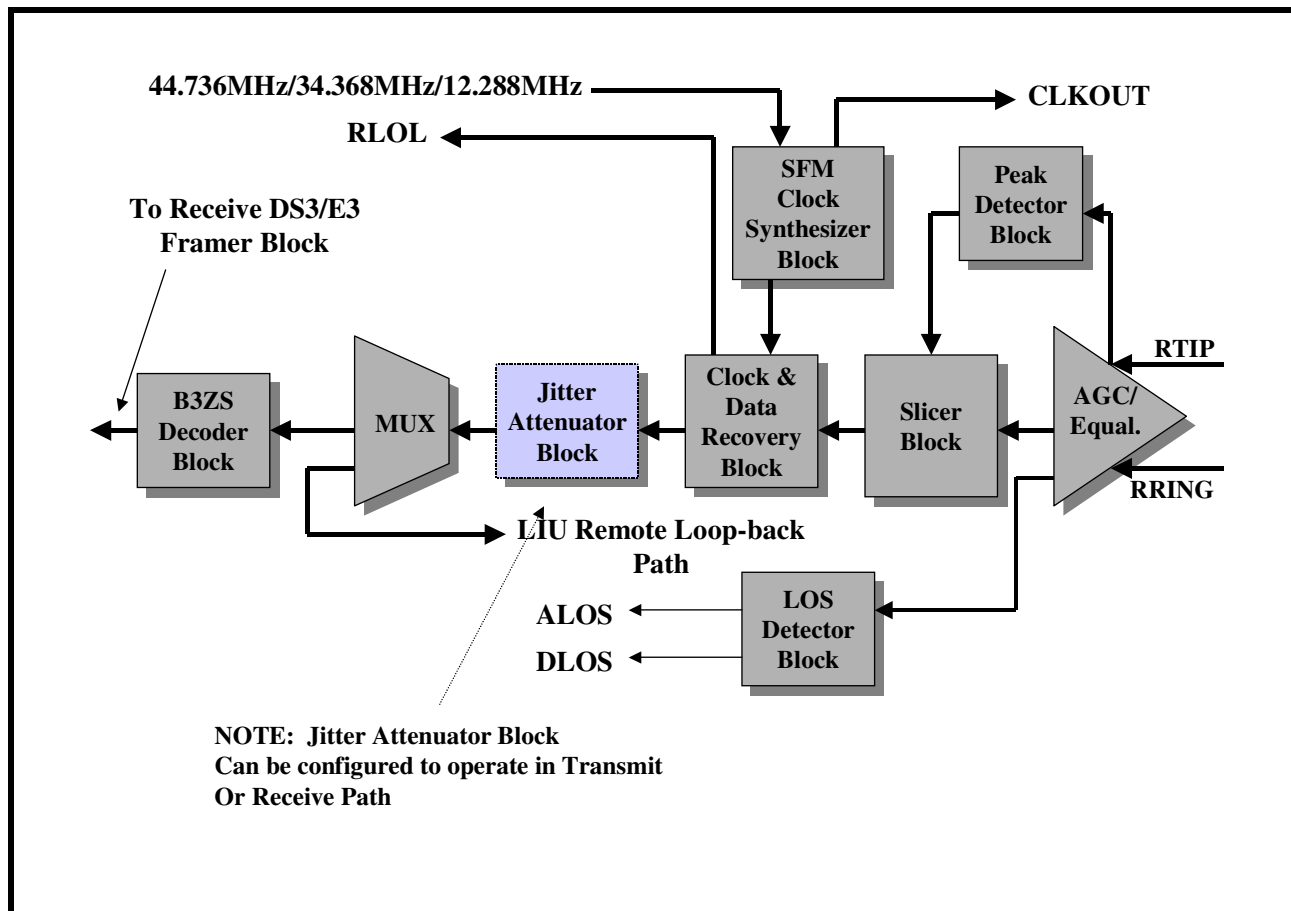 44.736MHz/34.368MHz/12.288MHz
CLKOUT
RLOL
SFM
Clock
Synthesizer
Block
Peak
Detector
Block
To Receive DS3/E3
Framer Block
RTIP
B3ZS
Decoder
Block
MUX
Jitter
Attenuator
Block
Clock &
Data
Recovery
Block
Slicer
Block
AGC/
Equal.
RRING
LIU Remote Loop-back
Path
ALOS
DLOS
LOS
Detector
Block
NOTE: Jitter Attenuator Block
Can be configured to operate in Transmit
Or Receive Path